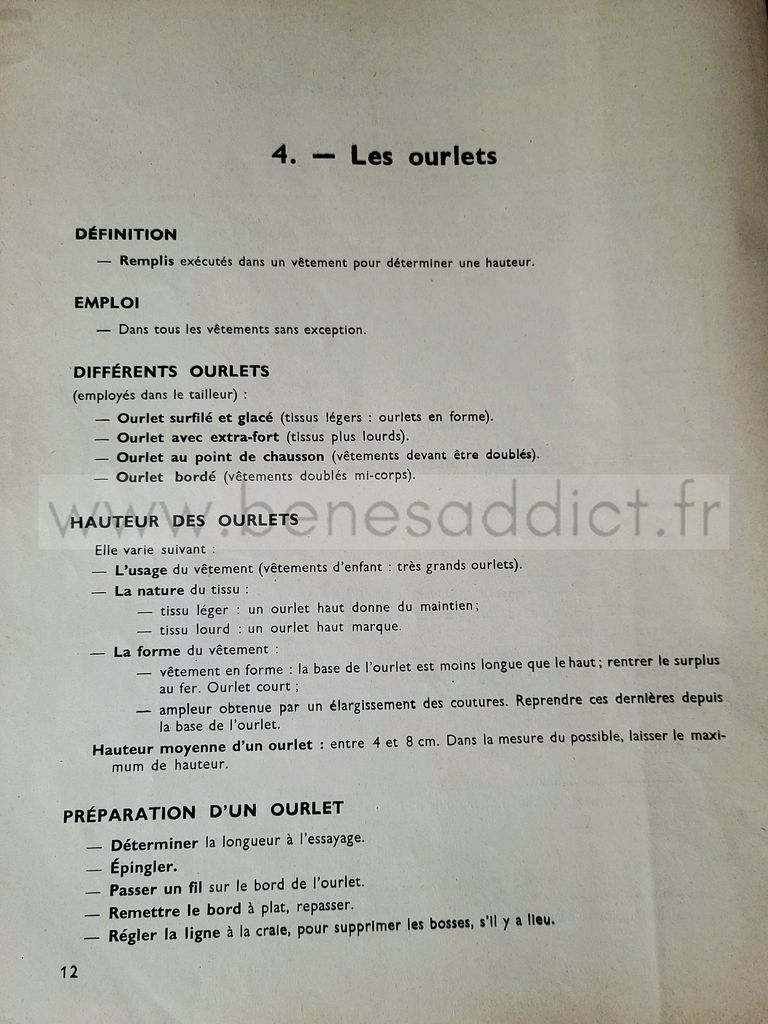 4. — Les ourlets
DÉFINITION
— Remplis exécutés dans un vêtement pour déterminer une hauteur.
EMPLOI
— Dans tous les vêtements sans exception.
DIFFÉRENTS OURLETS
(employés dans le tailleur) :
— Ourlet surfilé et glacé (tissus légers : ourlets en forme).
— Ourlet avec extra-fort (tissus plus lourds).
— Ourlet au point de chausson (vêtements devant être doublés).
— Ourlet bordé (vêtements doublés mi-corps).
www.benesaddict.fr
HAUTEUR DES OURLETS
Elle varie suivant :
— L'usage du vêtement (vêtements d'enfant : très grands ourlets).
— La nature du tissu :
— tissu léger : un ourlet haut donne du maintien ;
— tissu lourd : un ourlet haut marque.
— La forme du vêtement :
— vêtement en forme : la base de l'ourlet est moins longue que le haut ; rentrer le surplus
au fer. Ourlet court ;
— ampleur obtenue par un élargissement des coutures. Reprendre ces dernières depuis
la base de l'ourlet.
Hauteur moyenne d'un ourlet : entre 4 et 8 cm. Dans la mesure du possible, laisser le maxi-
mum de hauteur.
PRÉPARATION D'UN OURLET
— Déterminer la longueur à l'essayage.
— Épingler.
— Passer un fil sur le bord de l'ourlet.
— Remettre le bord à plat, repasser.
— Régler la ligne à la craie, pour supprimer les bosses, s'il y a lieu.
12